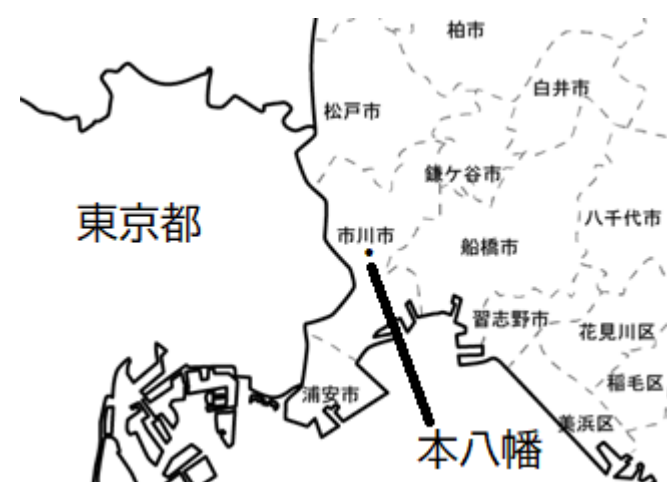 柏市
白井市
松戸市
鎌ケ谷市
東京都
市川市
八千代市
船橋市
習志野市
花見川区
稲毛区
浦安市
美浜区
本八幡